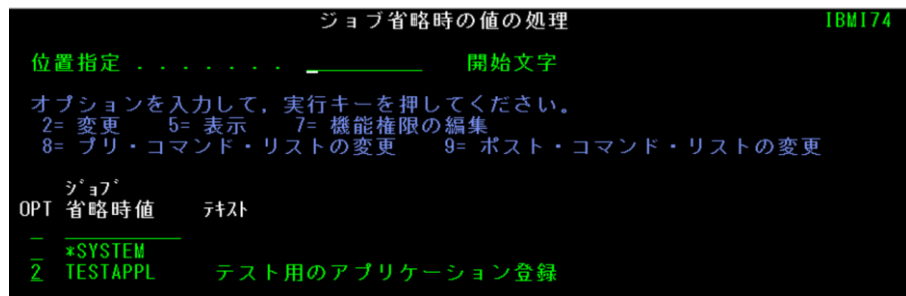 ジョブ省略時の値の処理 IBMI74
位置指定 . . . . . . . 開始文字
オプションを入力して，実行キーを押してください。
2= 変更 5= 表示 7= 機能権限の編集
8= プリ・コマンド・リストの変更 9= ポスト・コマンド・リストの変更
ｼﾞｮﾌﾞ
OPT 省略時値 ﾃｷｽﾄ
*SYSTEM
2 TESTAPPL テスト用のアプリケーション登録